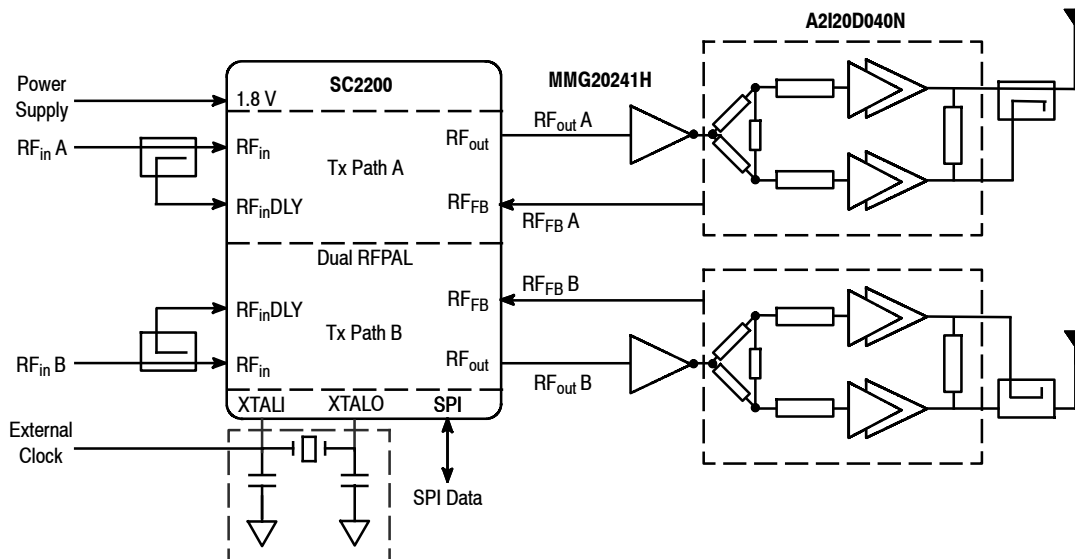 A2I20D040N
SC2200
MMG20241H
Power
Supply
1.8 V
RFin A
RFin
Tx Path A
RFout
RFout A
RFinDLY
RFFB
RFFB A
Dual RFPAL
RFinDLY
RFFB
RFFB B
Tx Path B
RFin B
RFin
RFout
RFout B
XTALI
XTALO
SPI
External
Clock
SPI Data